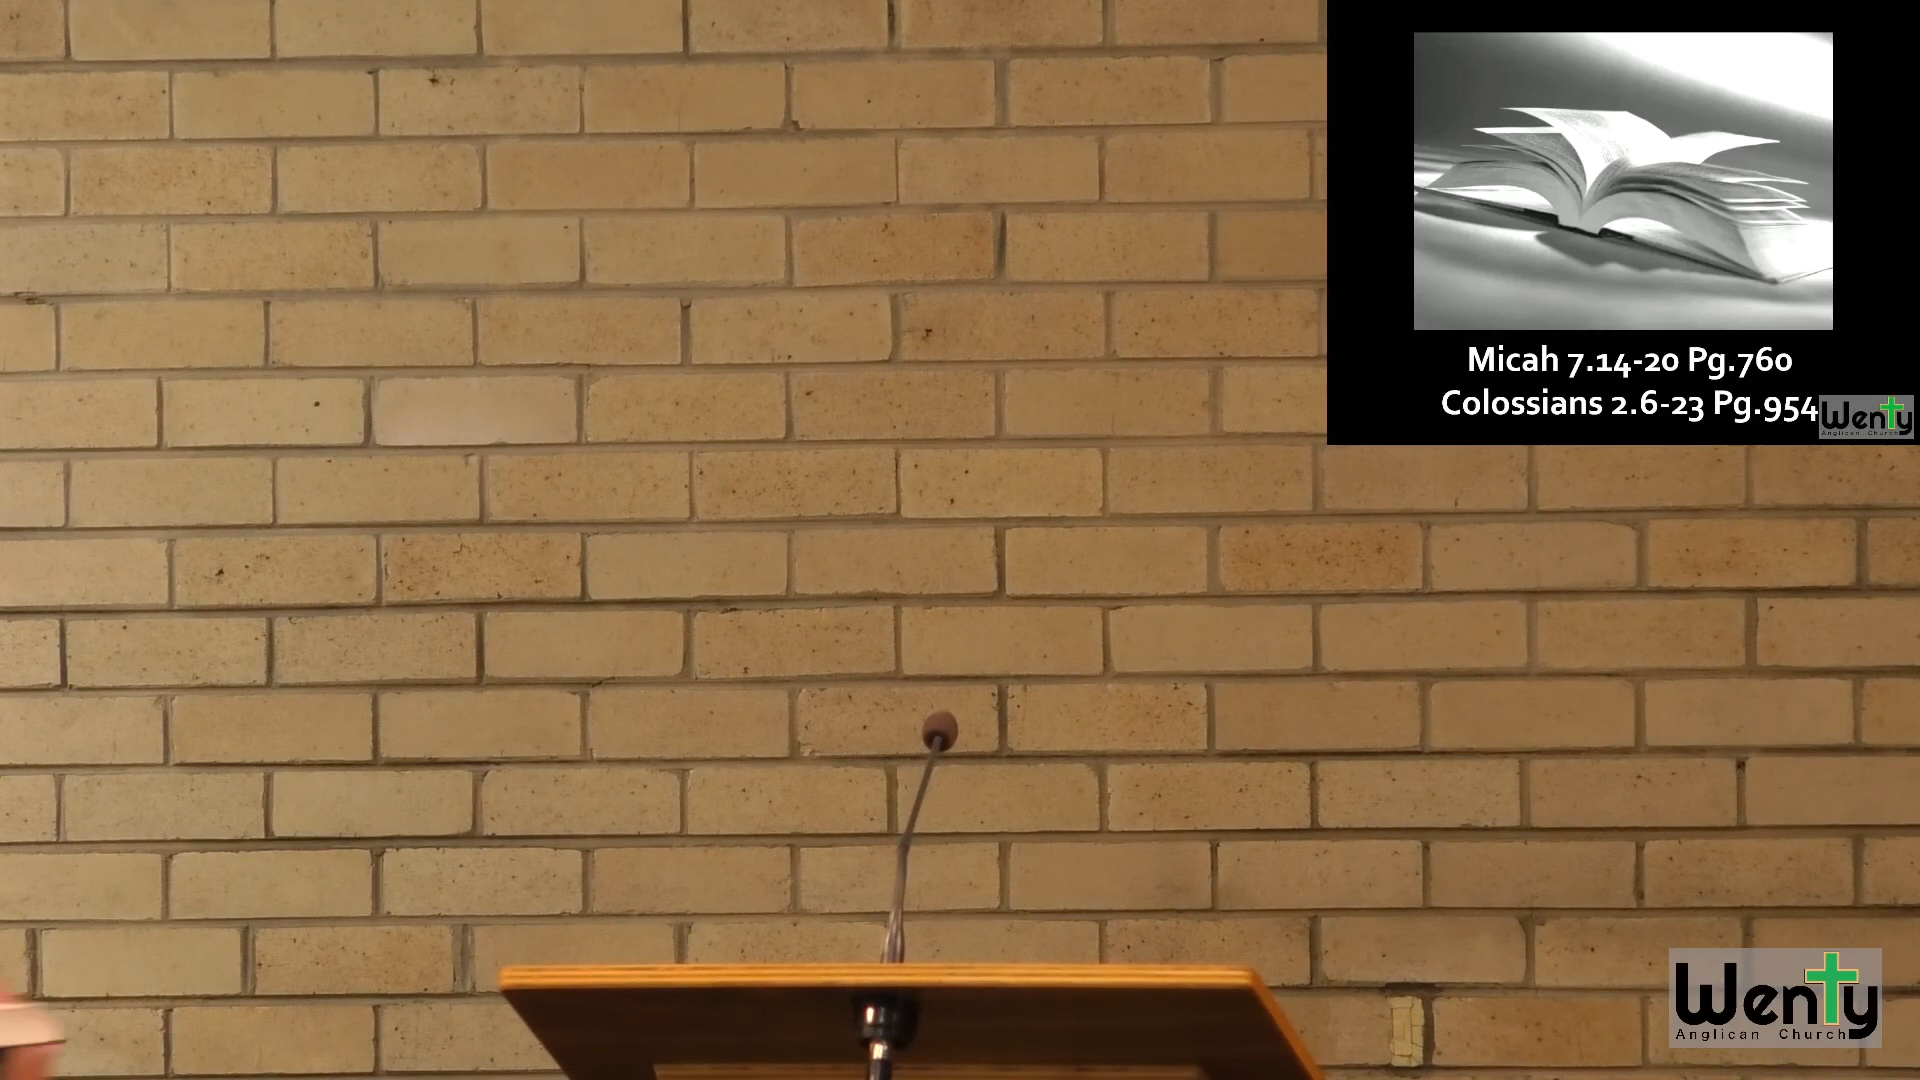 Micah 7.14-20 Pg.760
Colossians 2.6-23 Pg.954
Wenty
Anglican Church
Wenty
Anglican Church